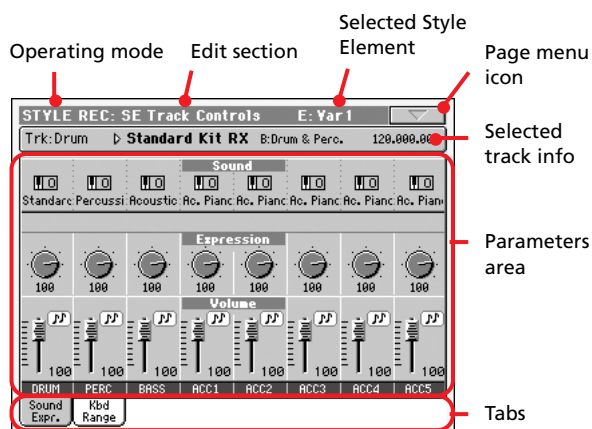 Selected Style
Element
Operating mode
Edit section
Page menu
icon
STYLE REC: SE Track Controls E: Var1
Trk:Drum Standard Kit RX B:Drum & Perc. 120.000.00
Selected
track info
Sound
Standard Percussi Acoustic Ac. Pianc Ac. Pianc Ac. Pianc Ac. Pianc Ac. Pian
Expression
100 100 100 100 100 100 100 100
Parameters
area
Volume
100 100 100 100 100 100 100 100
DRUM PERC BASS ACC1 ACC2 ACC3 ACC4 ACC5
Sound
Expr.
Kbd
Range
Tabs